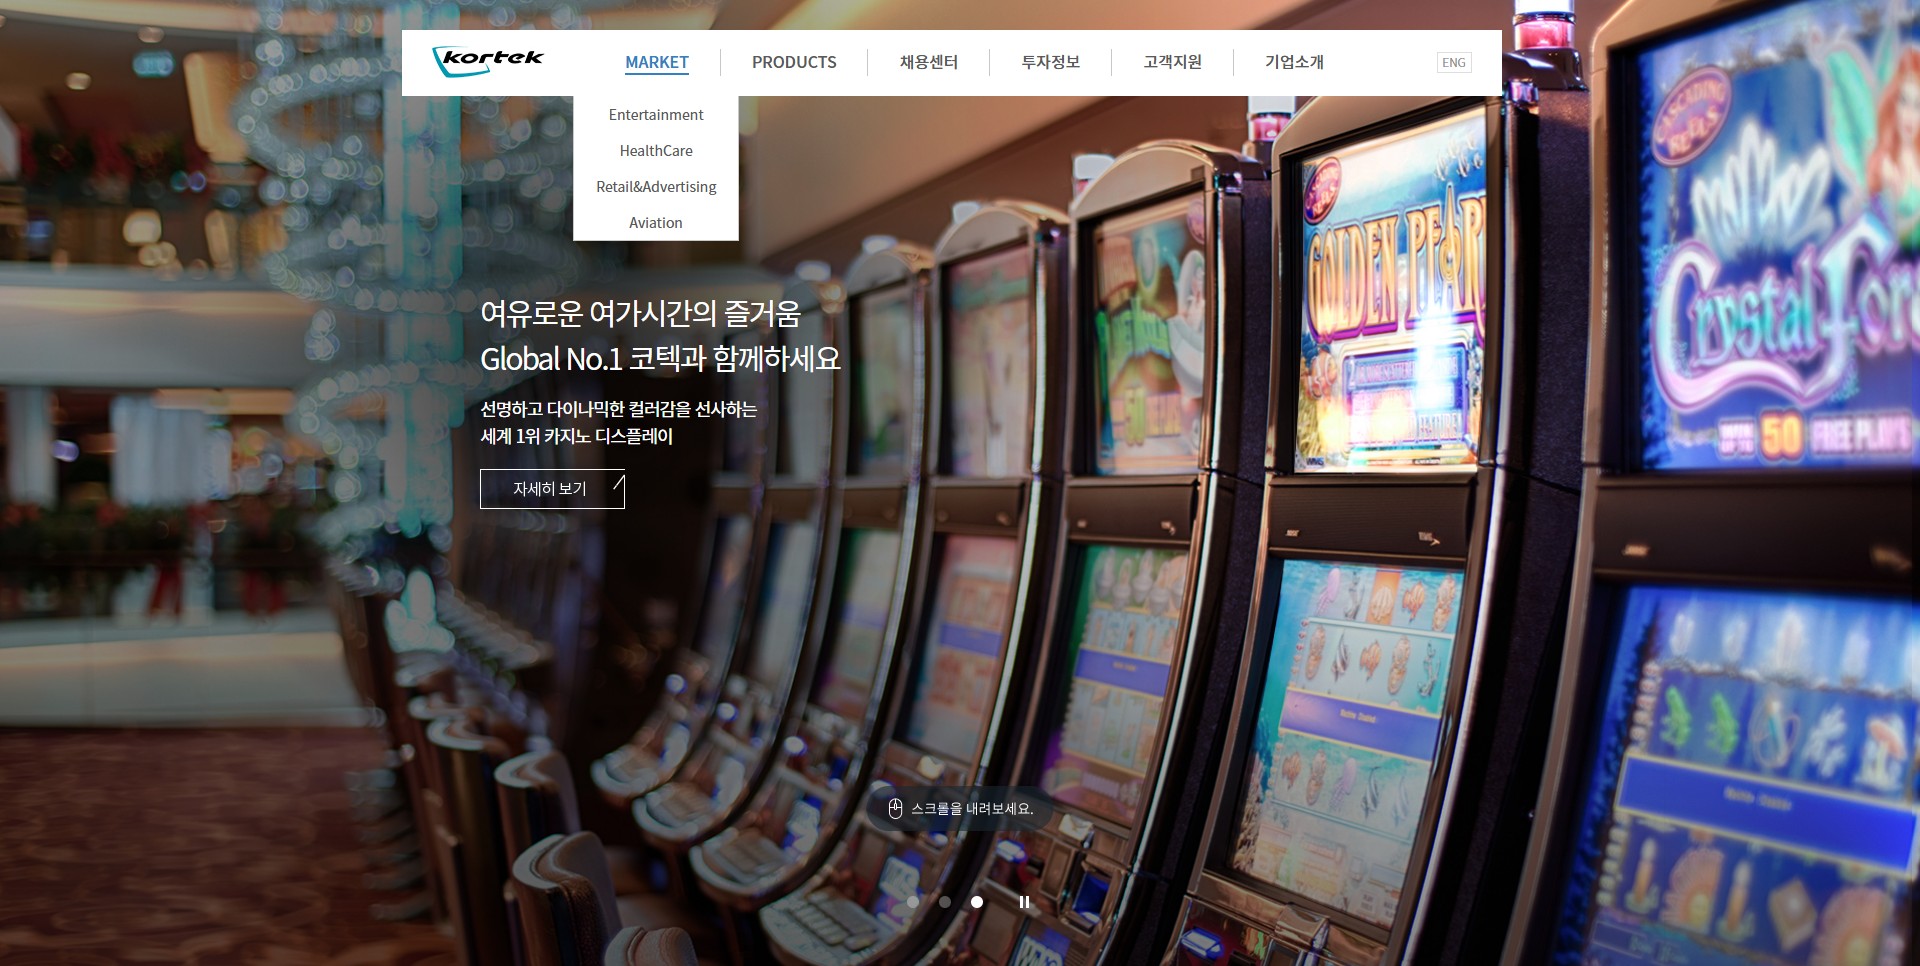 kortek
MARKET
PRODUCTS
채용센터
투자정보
고객지원
기업소개
ENG
Entertainment
HealthCare
Retail&Advertising
Aviation
여유로운 여가시간의 즐거움
Global No.1 코텍과 함께하세요
선명하고 다이나믹한 컬러감을 선사하는
세계 1위 카지노 디스플레이
자세히 보기
스크롤을 내려보세요.
CASCADING
REELS
GOLDEN PEAR
Crystal Fore
50 FREE PLAYS